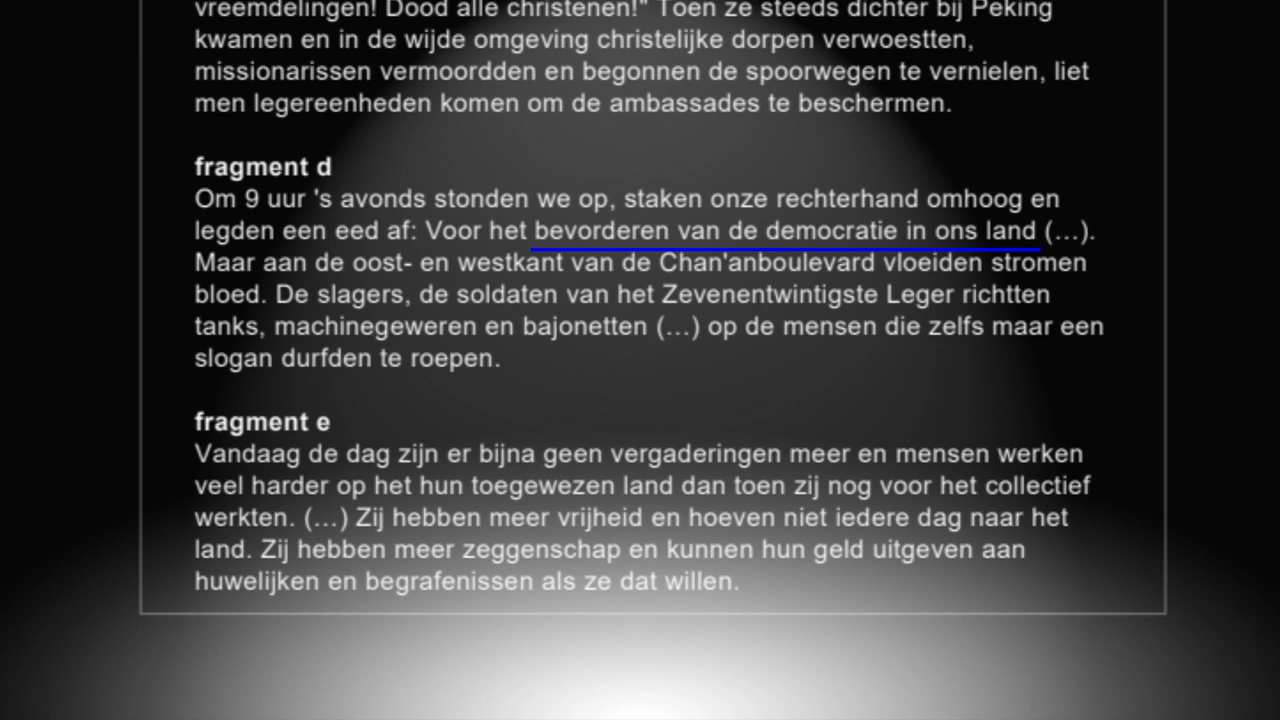 vreemdelingen! Dood alle christenen!" Toen ze steeds dichter bij Peking
kwamen en in de wijde omgeving christelijke dorpen verwoestten,
missionarissen vermoordden en begonnen de spoorwegen te vernielen, liet
men legereenheden komen om de ambassades te beschermen.
fragment d
Om 9 uur 's avonds stonden we op, staken onze rechterhand omhoog en
legden een eed af: Voor het bevorderen van de democratie in ons land (…).
Maar aan de oost- en westkant van de Chan'anboulevard vloeiden stromen
bloed. De slagers, de soldaten van het Zevenentwintigste Leger richtten
tanks, machinegeweren en bajonetten (…) op de mensen die zelfs maar een
slogan durfden te roepen.
fragment e
Vandaag de dag zijn er bijna geen vergaderingen meer en mensen werken
veel harder op het hun toegewezen land dan toen zij nog voor het collectief
werkten. (…) Zij hebben meer vrijheid en hoeven niet iedere dag naar het
land. Zij hebben meer zeggenschap en kunnen hun geld uitgeven aan
huwelijken en begrafenissen als ze dat willen.